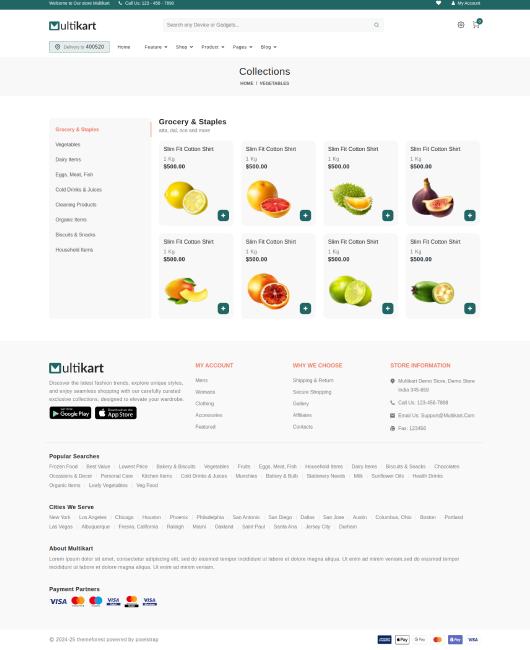 Welcome to Our store Multikart
Call Us: 123 - 456 - 7890
My Account
Multikart
Search any Device or Gadgets...
0
Delivery to 400520
Home
Feature
Shop
Product
Pages
Blog
Collections
HOME / VEGETABLES
Grocery & Staples
Vegetables
Dairy Items
Eggs, Meat, Fish
Cold Drinks & Juices
Cleaning Products
Organic Items
Biscuits & Snacks
Household Items
Grocery & Staples
atta, dal, rice and more
Slim Fit Cotton Shirt
1 Kg
$500.00
Slim Fit Cotton Shirt
1 Kg
$500.00
Slim Fit Cotton Shirt
1 Kg
$500.00
Slim Fit Cotton Shirt
1 Kg
$500.00
Slim Fit Cotton Shirt
1 Kg
$500.00
Slim Fit Cotton Shirt
1 Kg
$500.00
Slim Fit Cotton Shirt
1 Kg
$500.00
Slim Fit Cotton Shirt
1 Kg
$500.00
Multikart
Discover the latest fashion trends, explore unique styles,
and enjoy seamless shopping with our carefully curated
exclusive collections, designed to elevate your wardrobe.
Google Play
App Store
MY ACCOUNT
Mens
Womens
Clothing
Accessories
Featured
WHY WE CHOOSE
Shipping & Return
Secure Shopping
Gallery
Affiliates
Contacts
STORE INFORMATION
Multikart Demo Store, Demo Store
India 345-659
Call Us: 123-456-7898
Email Us: Support@Multikart.Com
Fax: 123456
Popular Searches
Frozen Food Best Value Lowest Price Bakery & Biscuits Vegetables Fruits Eggs, Meat, Fish Household Items Dairy Items Biscuits & Snacks Chocolates
Occasions & Decor Personal Care Kitchen Items Cold Drinks & Juices Munchies Bakery & Bulb Stationery Needs Milk Sunflower Oils Health Drinks
Organic Items Leafy Vegetables Veg Food
Cities We Serve
New York Los Angeles Chicago Houston Phoenix Philadelphia San Antonio San Diego Dallas San Jose Austin Columbus, Ohio Boston Portland
Las Vegas Albuquerque Fresno, California Raleigh Miami Oakland Saint Paul Santa Ana Jersey City Durham
About Multikart
Lorem ipsum dolor sit amet, consectetur adipiscing elit, sed do eiusmod tempor incididunt ut labore et dolore magna aliqua. Ut enim ad minim veniam,sed do eiusmod tempor
incididunt ut labore et dolore magna aliqua. Ut enim ad minim veniam.
Payment Partners
VISA
VISA
VISA
© 2024-25 themeforest powered by pixelstrap
Pay
Pay
VISA